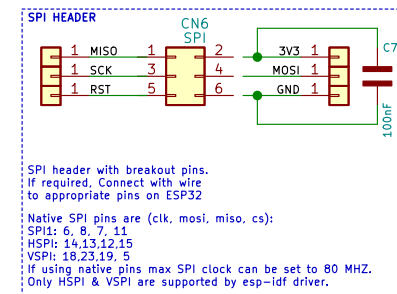 SPI HEADER
CN6
SPI
1 MISO 1 2 3V3 1
1 SCK 3 4 MOSI 1
1 RST 5 6 GND 1
C7
100nF
SPI header with breakout pins.
If required, Connect with wire
to appropriate pins on ESP32
Native SPI pins are (clk, mosi, miso, cs):
SPI1: 6, 8, 7, 11
HSPI: 14,13,12,15
VSPI: 18,23,19, 5
If using native pins max SPI clock can be set to 80 MHZ.
Only HSPI & VSPI are supported by esp-idf driver.